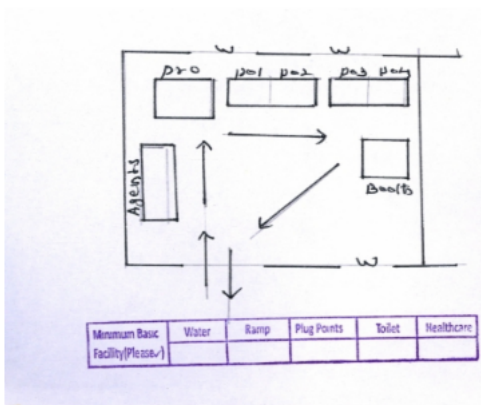 W W
pro po1 po2 po3 po4
Agents
Booth
W
Minimum Basic Facility(Please✓) Water Ramp Plug Points Toilet Healthcare